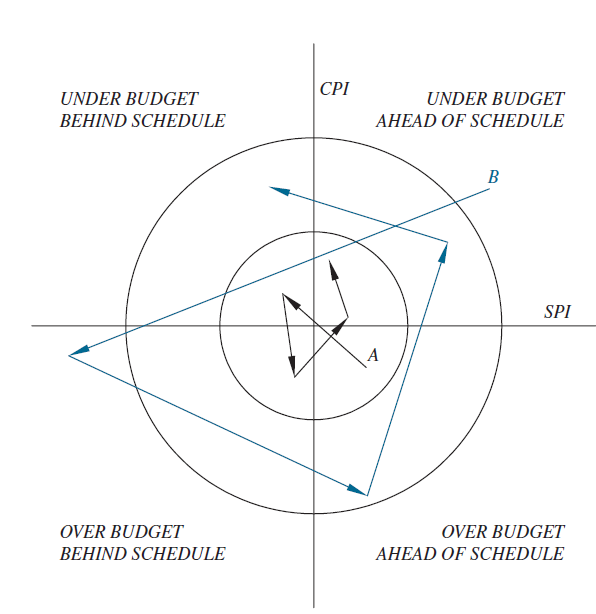 CPI
UNDER BUDGET
BEHIND SCHEDULE
UNDER BUDGET
AHEAD OF SCHEDULE
B
SPI
A
OVER BUDGET
BEHIND SCHEDULE
OVER BUDGET
AHEAD OF SCHEDULE